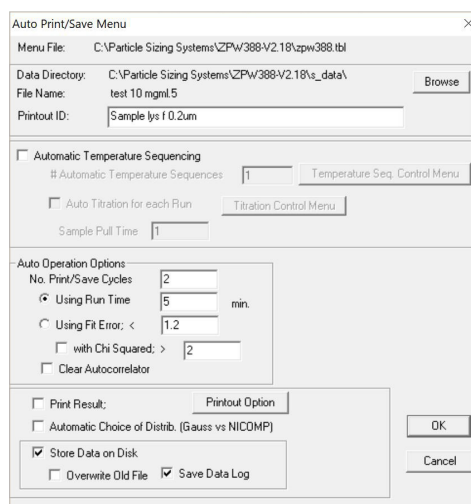 Auto Print/Save Menu
Menu File: C:\Particle Sizing Systems\ZPW388-V2.18\zpw388.tbl
Data Directory: C:\Particle Sizing Systems\ZPW388-V2.18\s_data\
Browse
File Name: test 10 mgml.5
Printout ID: Sample lys f 0.2um
Automatic Temperature Sequencing
# Automatic Temperature Sequences 1 Temperature Seq. Control Menu
Auto Titration for each Run Titration Control Menu
Sample Pull Time 1
Auto Operation Options
No. Print/Save Cycles 2
Using Run Time 5 min.
Using Fit Error; < 1.2
with Chi Squared; > 2
Clear Autocorrelator
Print Result; Printout Option
Automatic Choice of Distrib. (Gauss vs NICOMP) OK
Store Data on Disk
Overwrite Old File Save Data Log Cancel